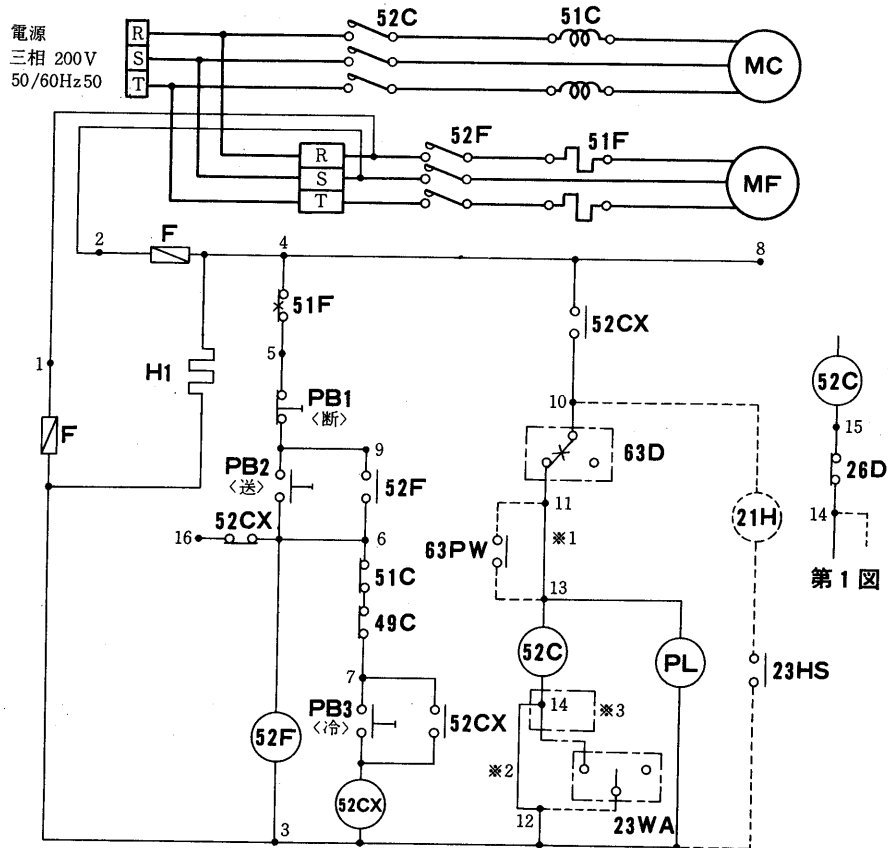 電源
三相 200V
50/60Hz50
R
S
T
52C
51C
MC
R
S
T
52F
51F
MF
2
F
4
8
51F
52CX
5
1
H1
PB1
〈断〉
10
52C
15
F
9
63D
26D
PB2
〈送〉
52F
11
14
21H
52CX
16
6
※1
63PW
第1図
51C
13
49C
52C
PL
7
23HS
PB3
〈冷〉
52CX
14
※3
52F
※2
52CX
12
23WA
3